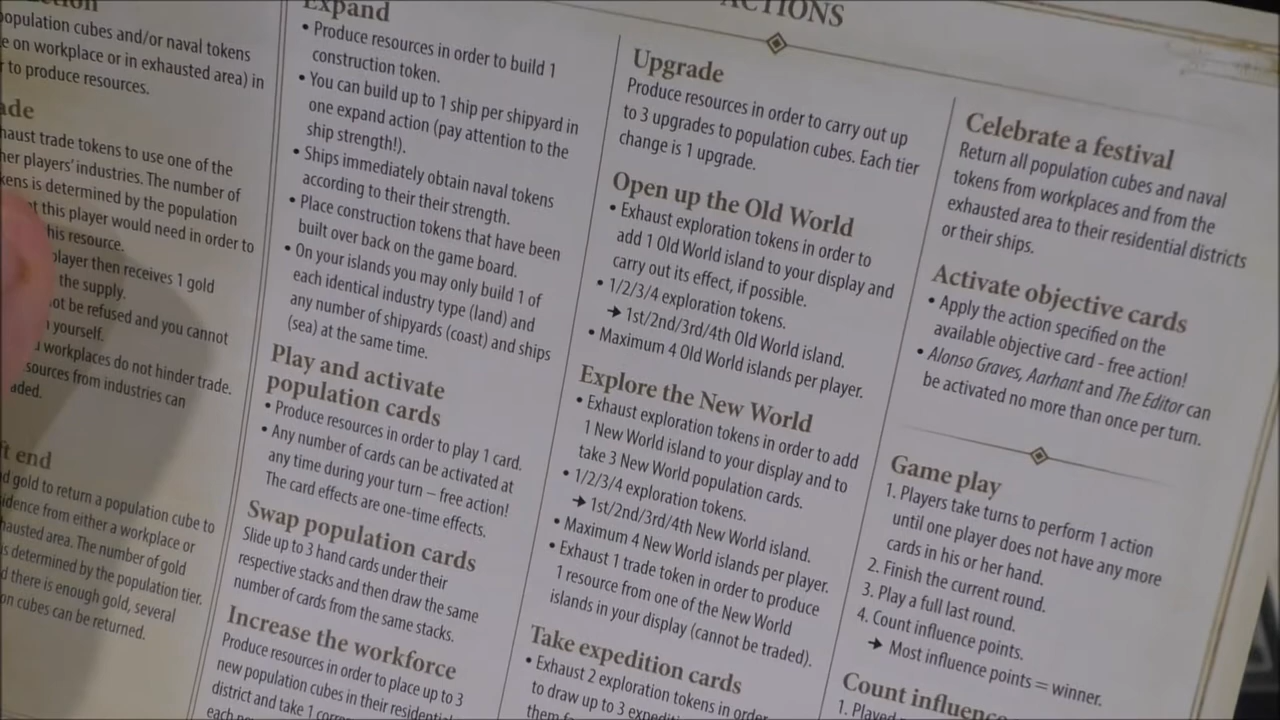 ACTIONS
opulation cubes and/or naval tokens
e on workplace or in exhausted area) in
r to produce resources.
ade
haust trade tokens to use one of the
her players' industries. The number of
kens is determined by the population
this player would need in order to
his resource.
player then receives 1 gold
the supply.
ot be refused and you cannot
yourself.
workplaces do not hinder trade.
sources from industries can
aded.
ft end
d gold to return a population cube to
idence from either a workplace or
hausted area. The number of gold
is determined by the population tier.
d there is enough gold, several
on cubes can be returned.
Expand
• Produce resources in order to build 1
construction token.
• You can build up to 1 ship per shipyard in
one expand action (pay attention to the
ship strength!).
• Ships immediately obtain naval tokens
according to their their strength.
• Place construction tokens that have been
built over back on the game board.
• On your islands you may only build 1 of
each identical industry type (land) and
any number of shipyards (coast) and ships
(sea) at the same time.
Play and activate
population cards
• Produce resources in order to play 1 card.
• Any number of cards can be activated at
any time during your turn – free action!
The card effects are one-time effects.
Swap population cards
Slide up to 3 hand cards under their
respective stacks and then draw the same
number of cards from the same stacks.
Increase the workforce
Produce resources in order to place up to 3
new population cubes in their residential
district and take 1
Upgrade
Produce resources in order to carry out up
to 3 upgrades to population cubes. Each tier
change is 1 upgrade.
Open up the Old World
• Exhaust exploration tokens in order to
add 1 Old World island to your display and
carry out its effect, if possible.
• 1/2/3/4 exploration tokens.
➔ 1st/2nd/3rd/4th Old World island.
• Maximum 4 Old World islands per player.
Explore the New World
• Exhaust exploration tokens in order to add
1 New World island to your display and to
take 3 New World population cards.
• 1/2/3/4 exploration tokens.
➔ 1st/2nd/3rd/4th New World island.
• Maximum 4 New World islands per player.
• Exhaust 1 trade token in order to produce
1 resource from one of the New World
islands in your display (cannot be traded).
Take expedition cards
• Exhaust 2 exploration tokens in order
to draw up to 3
Celebrate a festival
Return all population cubes and naval
tokens from workplaces and from the
exhausted area to their residential districts
or their ships.
Activate objective cards
• Apply the action specified on the
available objective card - free action!
• Alonso Graves, Aarhant and The Editor can
be activated no more than once per turn.
Game play
1. Players take turns to perform 1 action
until one player does not have any more
cards in his or her hand.
2. Finish the current round.
3. Play a full last round.
4. Count influence points.
➔ Most influence points = winner.
Count influence
1. Played